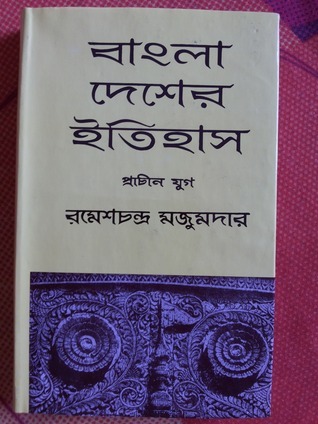 বাংলা
দেশের
ইতিহাস
প্রাচীন যুগ
রমেশচন্দ্র মজুমদার